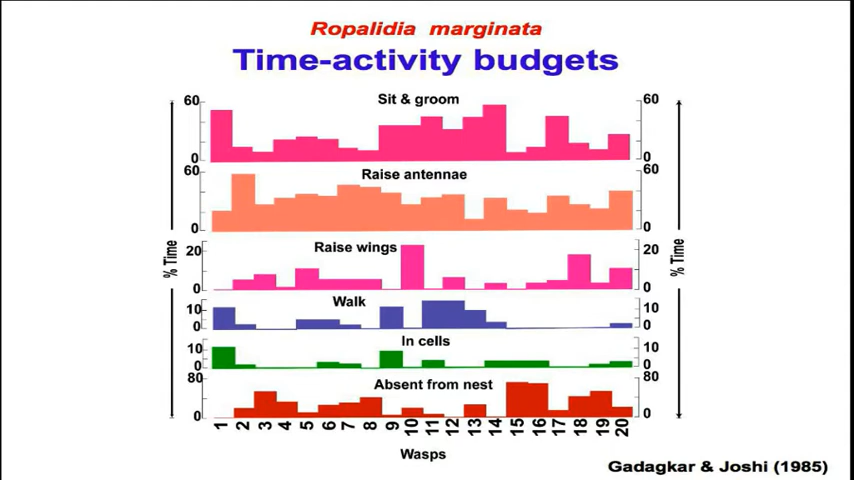 Ropalidia marginata
Time-activity budgets
Sit & groom
60
0
60
0
Raise antennae
60
0
60
0
Raise wings
20
0
20
0
Walk
10
0
10
0
In cells
10
0
10
0
Absent from nest
80
0
80
0
% Time
% Time
1 2 3 4 5 6 7 8 9 10 11 12 13 14 15 16 17 18 19 20
Wasps
Gadagkar & Joshi (1985)